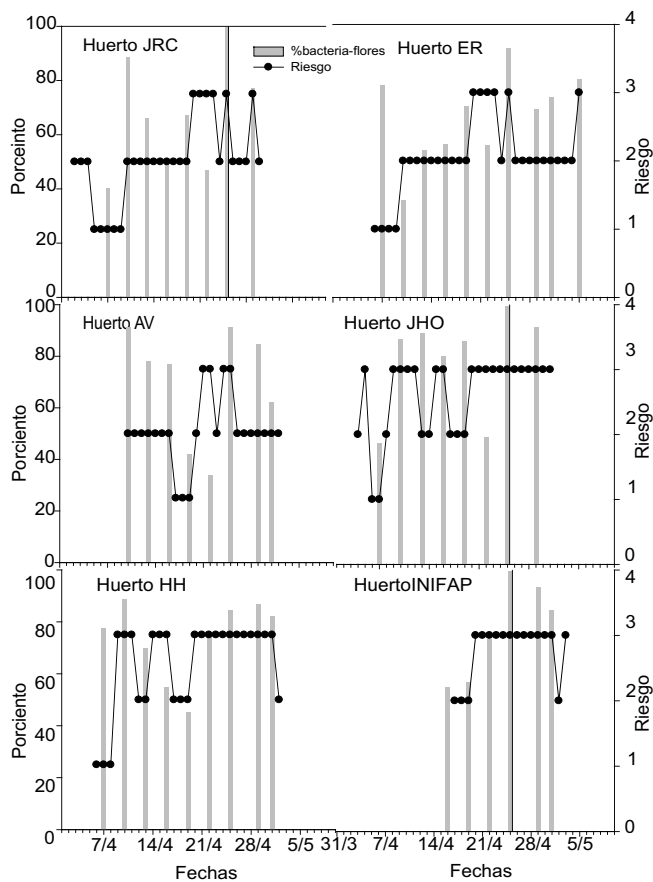 Huerto JRC
%bacteria-flores
Riesgo
Huerto ER
100
80
60
40
20
0
Porceinto
4
3
2
1
0
Riesgo
Huerto AV
Huerto JHO
100
80
60
40
20
0
Porciento
4
3
2
1
0
Riesgo
Huerto HH
HuertoINIFAP
100
80
60
40
20
0
Porciento
4
3
2
1
0
Riesgo
7/4 14/4 21/4 28/4 5/5 31/3 7/4 14/4 21/4 28/4 5/5
Fechas
Fechas